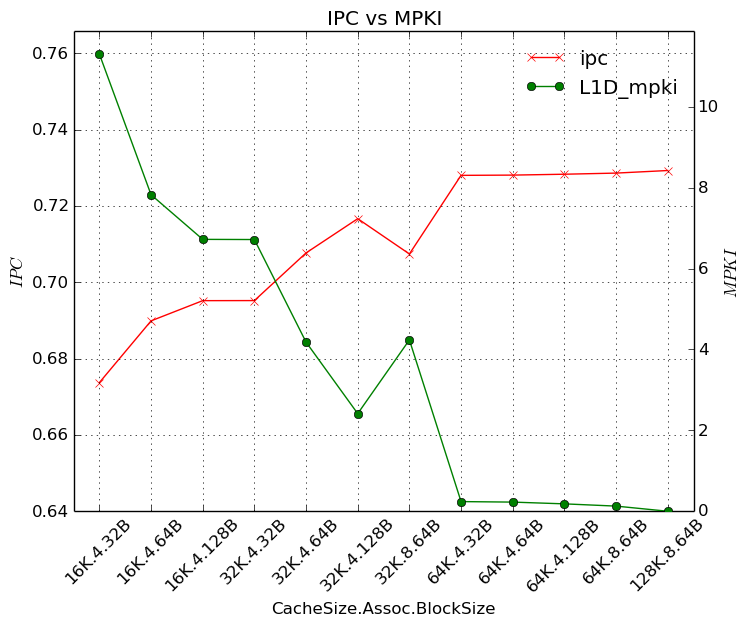 IPC vs MPKI
ipc
L1D_mpki
0.76
0.74
0.72
0.70
0.68
0.66
0.64
IPC
10
8
6
4
2
0
MPKI
16K.4.32B
16K.4.64B
16K.4.128B
32K.4.32B
32K.4.64B
32K.4.128B
32K.8.64B
64K.4.32B
64K.4.64B
64K.4.128B
64K.8.64B
128K.8.64B
CacheSize.Assoc.BlockSize